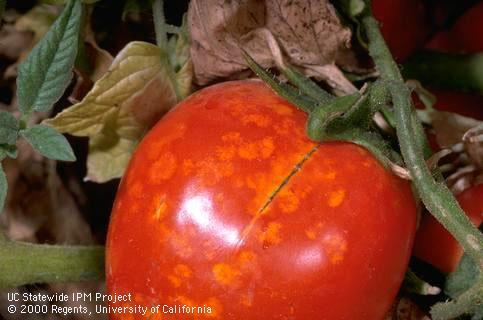 UC Statewide IPM Project
© 2000 Regents, University of California